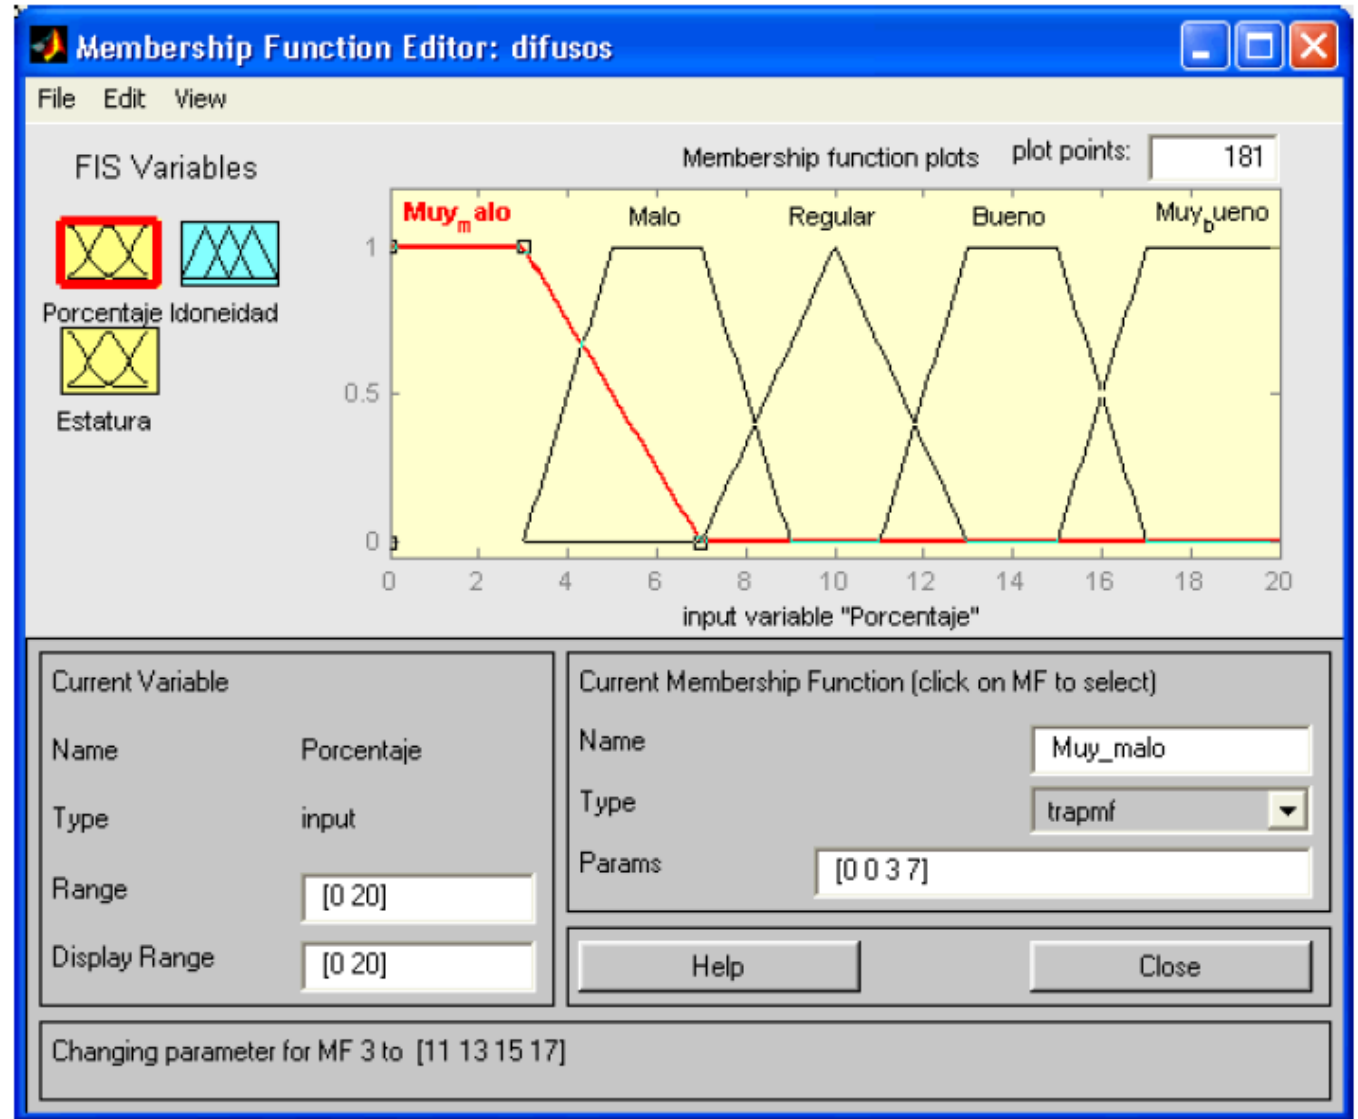 Membership Function Editor: difusos
File Edit View
FIS Variables
Membership function plots plot points: 181
Porcentaje Idoneidad
Estatura
Muy_malo Malo Regular Bueno Muy_bueno
1
0.5
0
0 2 4 6 8 10 12 14 16 18 20
input variable "Porcentaje"
Current Variable
Name Porcentaje
Type input
Range [0 20]
Display Range [0 20]
Current Membership Function (click on MF to select)
Name Muy_malo
Type trapmf
Params [0 0 3 7]
Help Close
Changing parameter for MF 3 to [11 13 15 17]